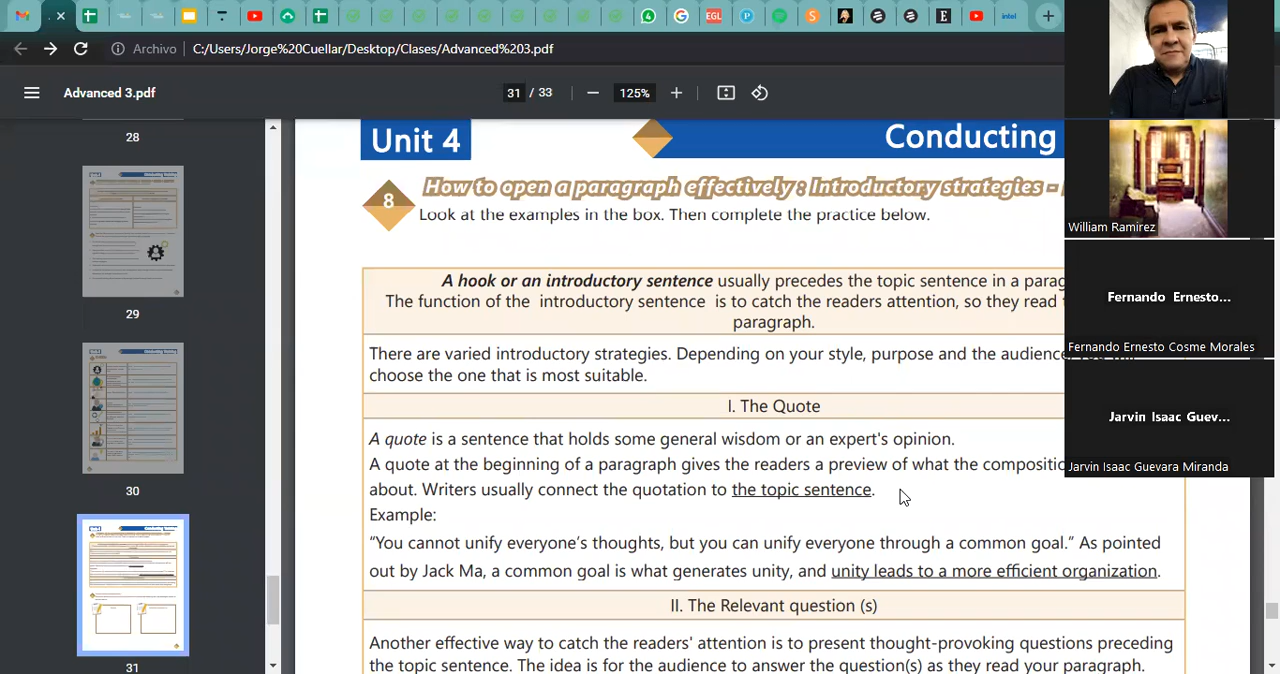 EGL
P
S
E
intel
Archivo
C:/Users/Jorge%20Cuellar/Desktop/Clases/Advanced%203.pdf
Advanced 3.pdf
31 / 33
125%
28
29
30
31
Unit 4
Conducting
8
How to open a paragraph effectively : Introductory strategies -
Look at the examples in the box. Then complete the practice below.
A hook or an introductory sentence usually precedes the topic sentence in a parag
The function of the introductory sentence is to catch the readers attention, so they read
paragraph.
There are varied introductory strategies. Depending on your style, purpose and the audience
choose the one that is most suitable.
I. The Quote
A quote is a sentence that holds some general wisdom or an expert's opinion.
A quote at the beginning of a paragraph gives the readers a preview of what the compositio
about. Writers usually connect the quotation to the topic sentence.
Example:
“You cannot unify everyone’s thoughts, but you can unify everyone through a common goal.” As pointed
out by Jack Ma, a common goal is what generates unity, and unity leads to a more efficient organization.
II. The Relevant question (s)
Another effective way to catch the readers' attention is to present thought-provoking questions preceding
the topic sentence. The idea is for the audience to answer the question(s) as they read your paragraph.
William Ramirez
Fernando Ernesto...
Fernando Ernesto Cosme Morales
Jarvin Isaac Guev...
Jarvin Isaac Guevara Miranda